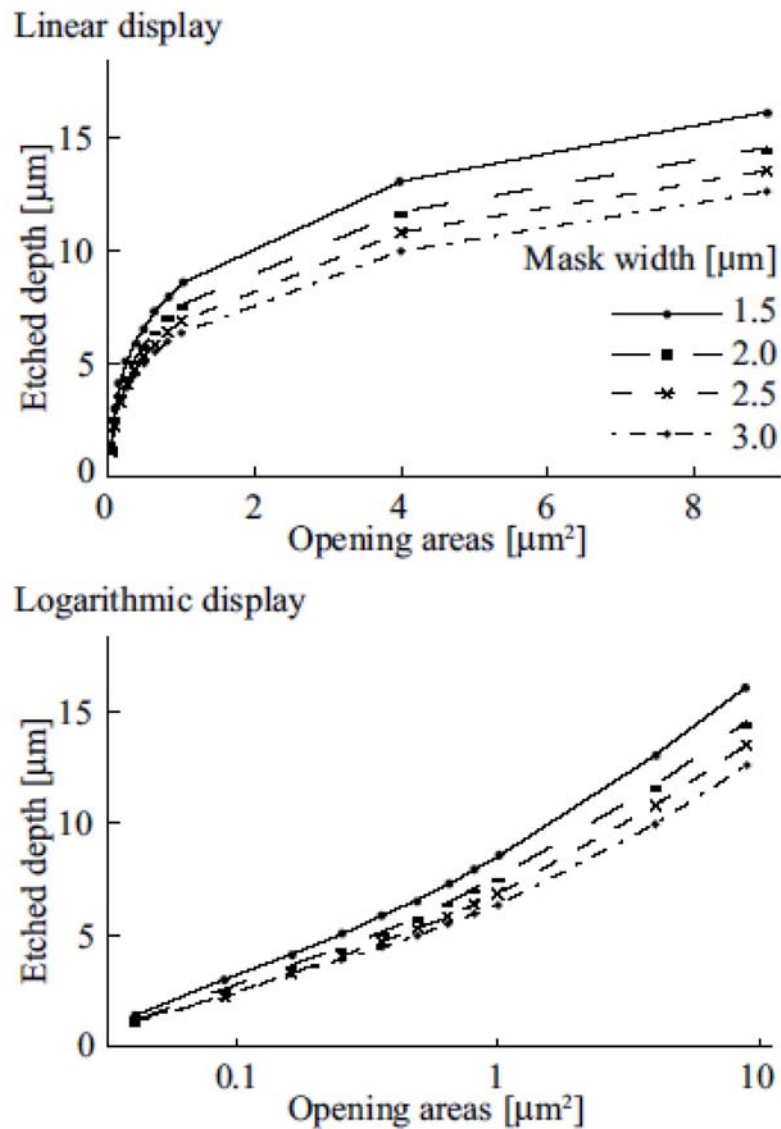 Linear display
15
10
5
0
Etched depth [μm]
Mask width [μm]
1.5
2.0
2.5
3.0
0 2 4 6 8
Opening areas [μm²]
Logarithmic display
15
10
5
0
Etched depth [μm]
0.1 1 10
Opening areas [μm²]